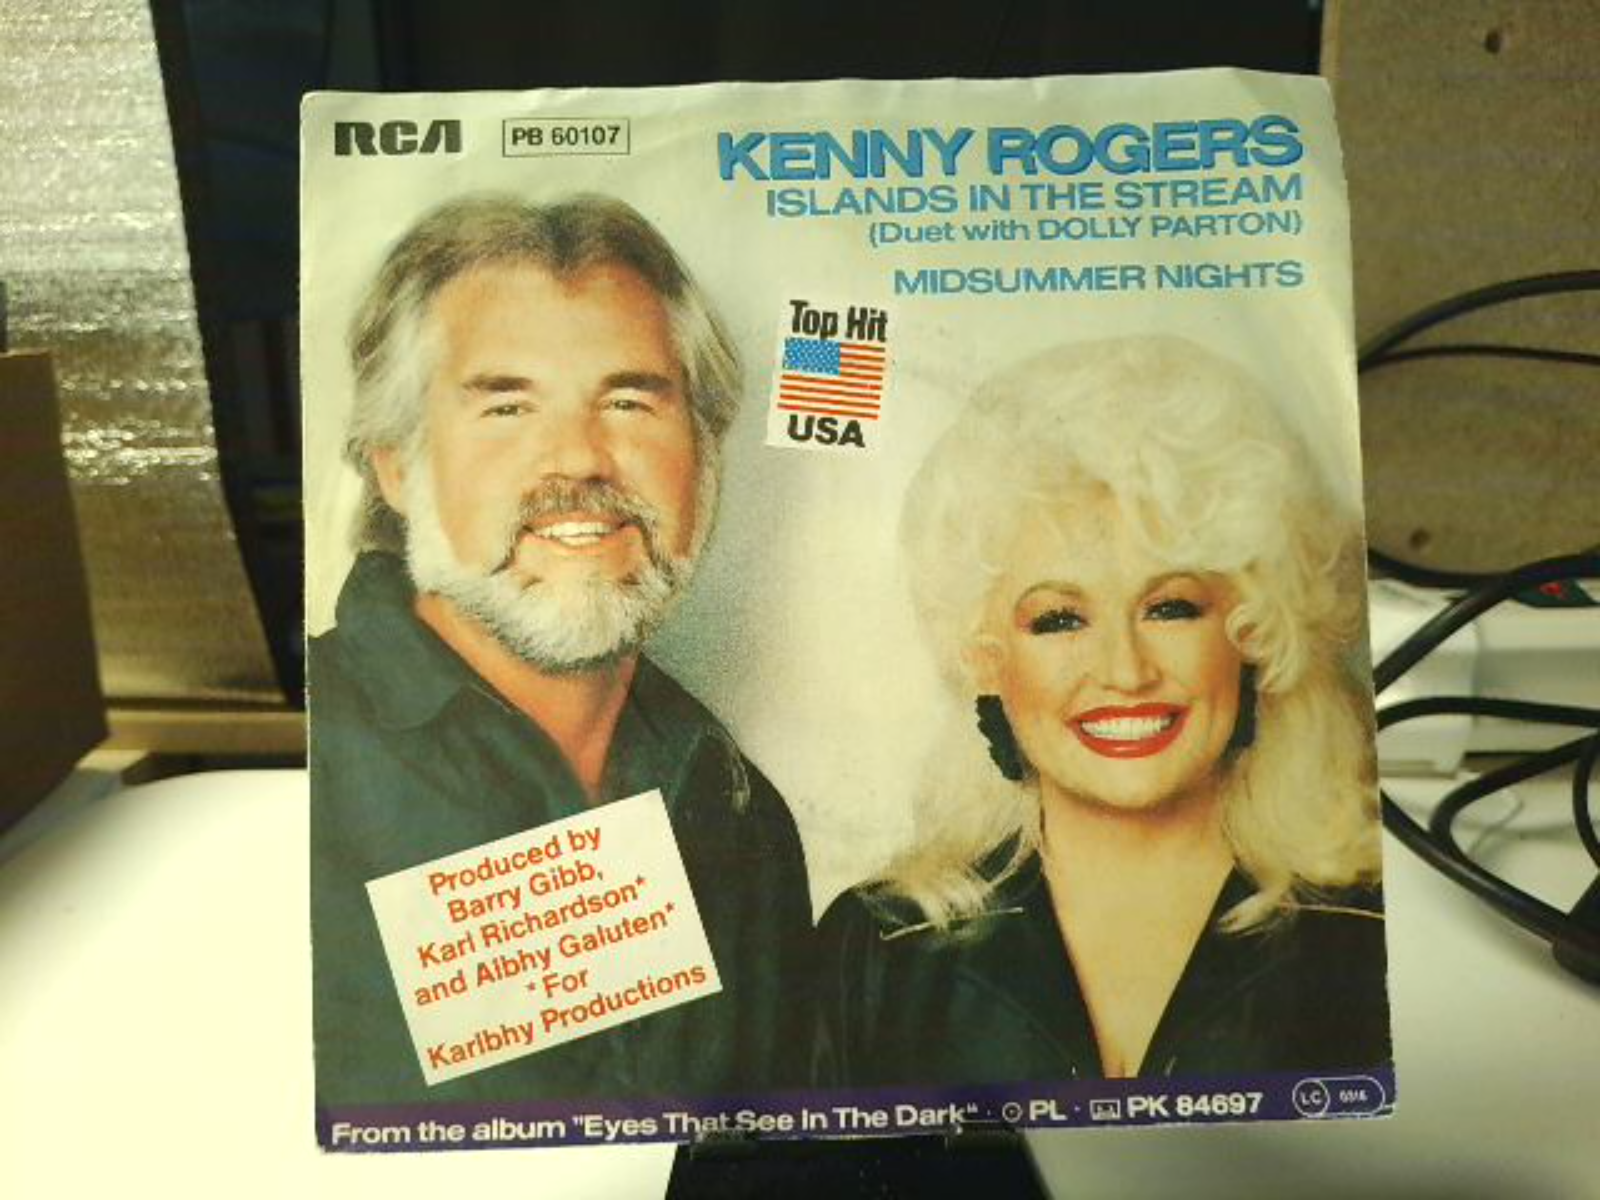 RCA
PB 60107
KENNY ROGERS
ISLANDS IN THE STREAM
(Duet with DOLLY PARTON)
MIDSUMMER NIGHTS
Top Hit
USA
Produced by
Barry Gibb,
Karl Richardson*
and Albhy Galuten*
*For
Karlbhy Productions
From the album "Eyes That See In The Dark“ · PL · PK 84697
LC